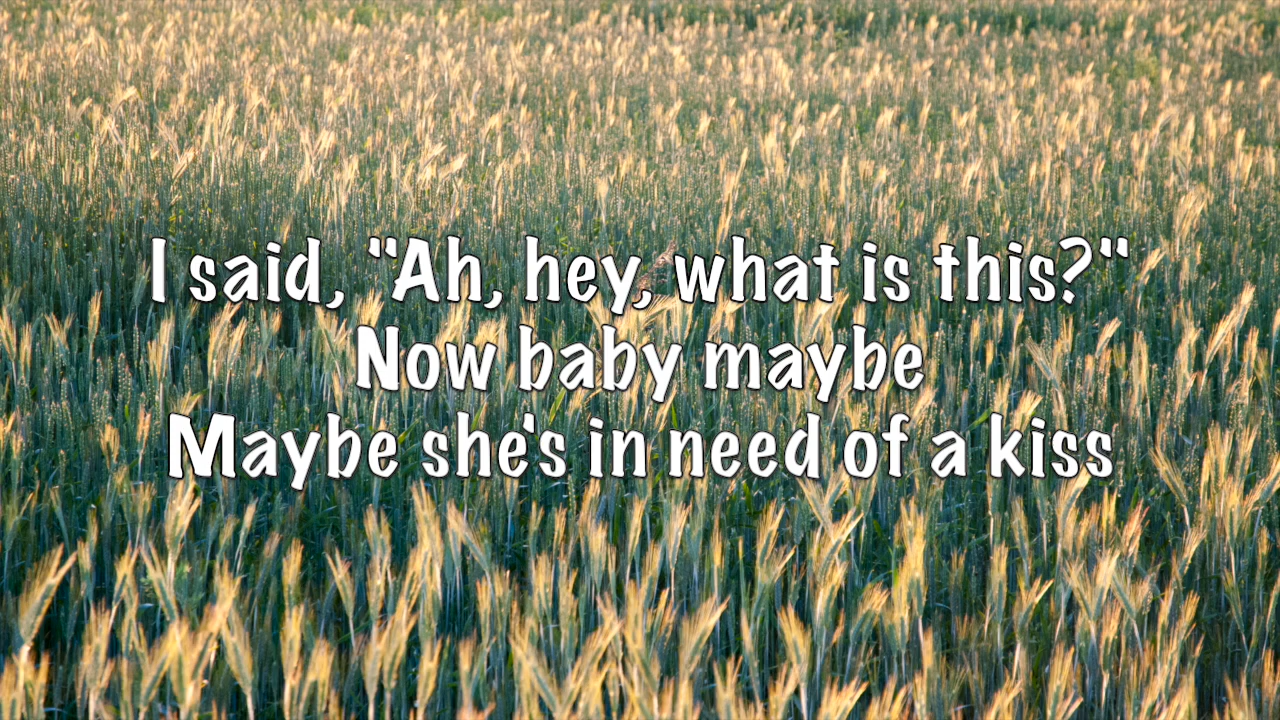 I said, "Ah, hey, what is this?"
Now baby maybe
Maybe she's in need of a kiss